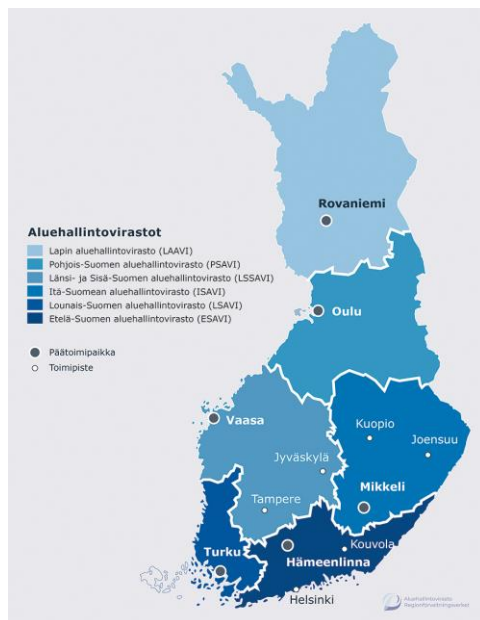 Rovaniemi
Aluehallintovirastot
Lapin aluehallintovirasto (LAAVI)
Pohjois-Suomen aluehallintovirasto (PSAVI)
Länsi- ja Sisä-Suomen aluehallintovirasto (LSSAVI)
Itä-Suomean aluehallintovirasto (ISAVI)
Lounais-Suomen aluehallintovirasto (LSAVI)
Etelä-Suomen aluehallintovirasto (ESAVI)
Oulu
Päätoimipaikka
Toimipiste
Vaasa
Kuopio
Joensuu
Jyväskylä
Mikkeli
Tampere
Turku
Kouvola
Hämeenlinna
Helsinki
Aluehallintovirasto
Regionförvaltningsverket